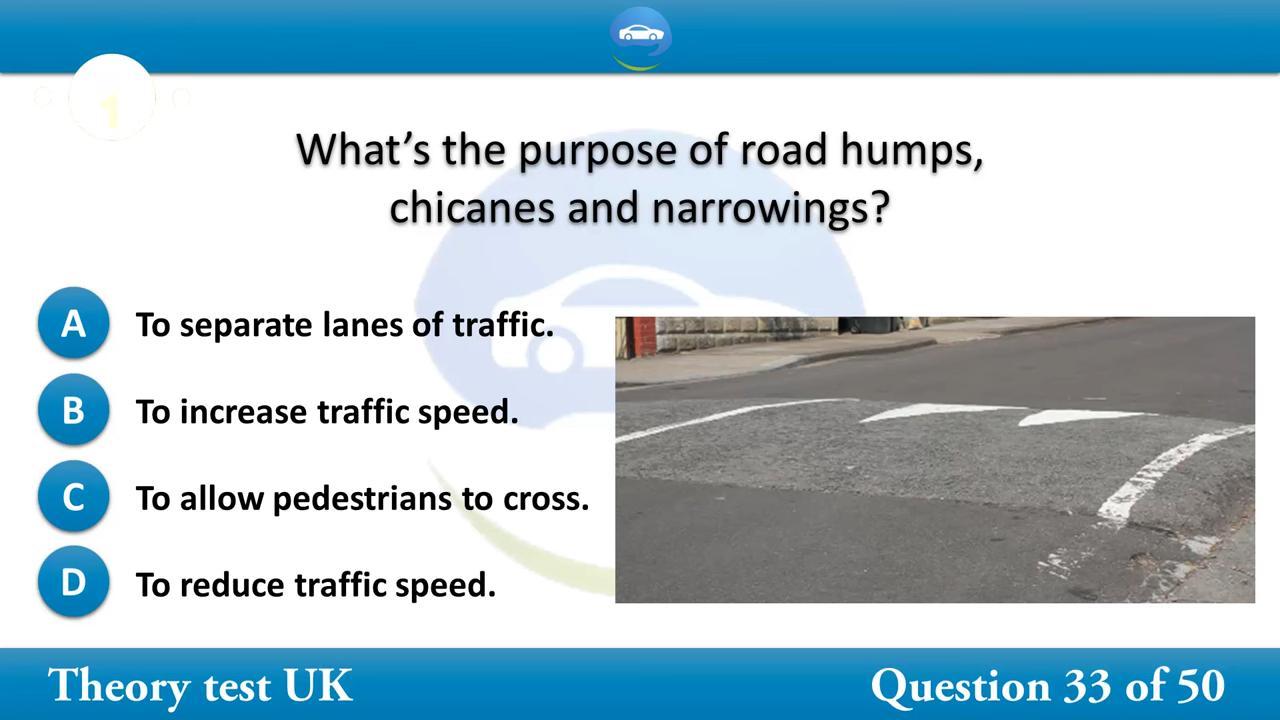 1
What’s the purpose of road humps,
chicanes and narrowings?
A To separate lanes of traffic.
B To increase traffic speed.
C To allow pedestrians to cross.
D To reduce traffic speed.
Theory test UK
Question 33 of 50